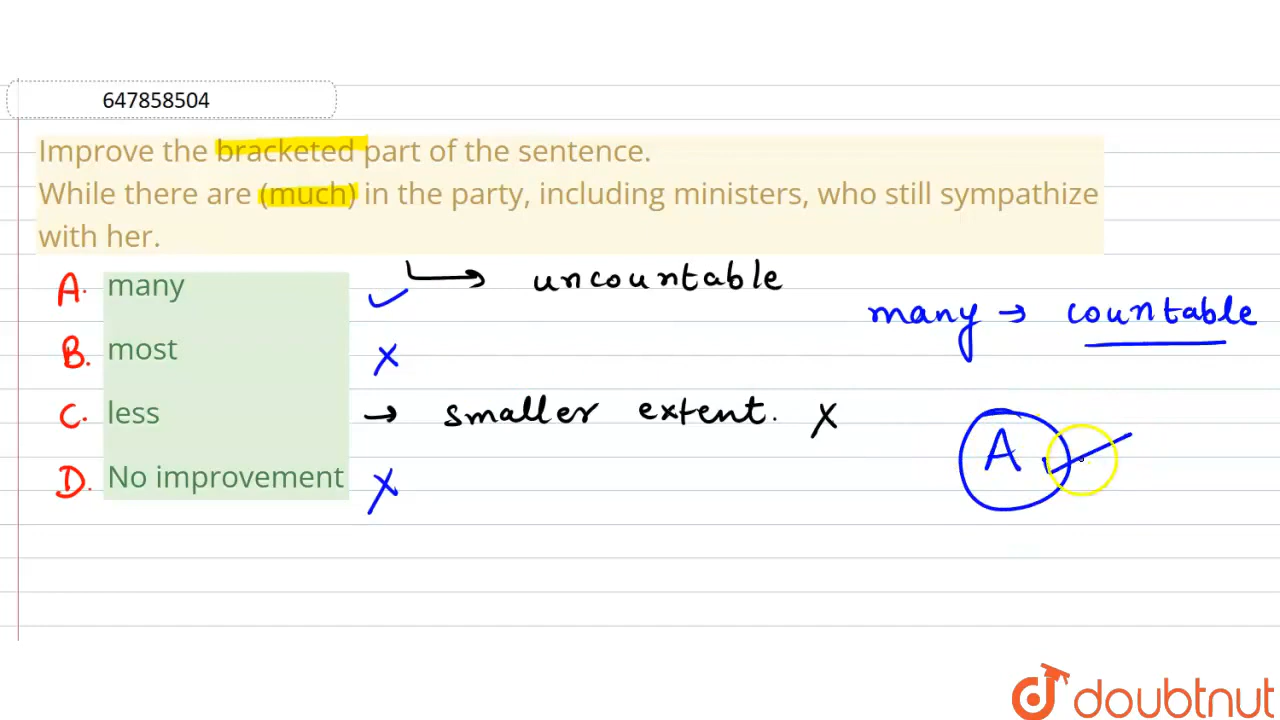 647858504
Improve the bracketed part of the sentence.
While there are (much) in the party, including ministers, who still sympathize
with her.
A. many
uncountable
many → countable
B. most
C. less → smaller extent. X
A
D. No improvement
doubtnut